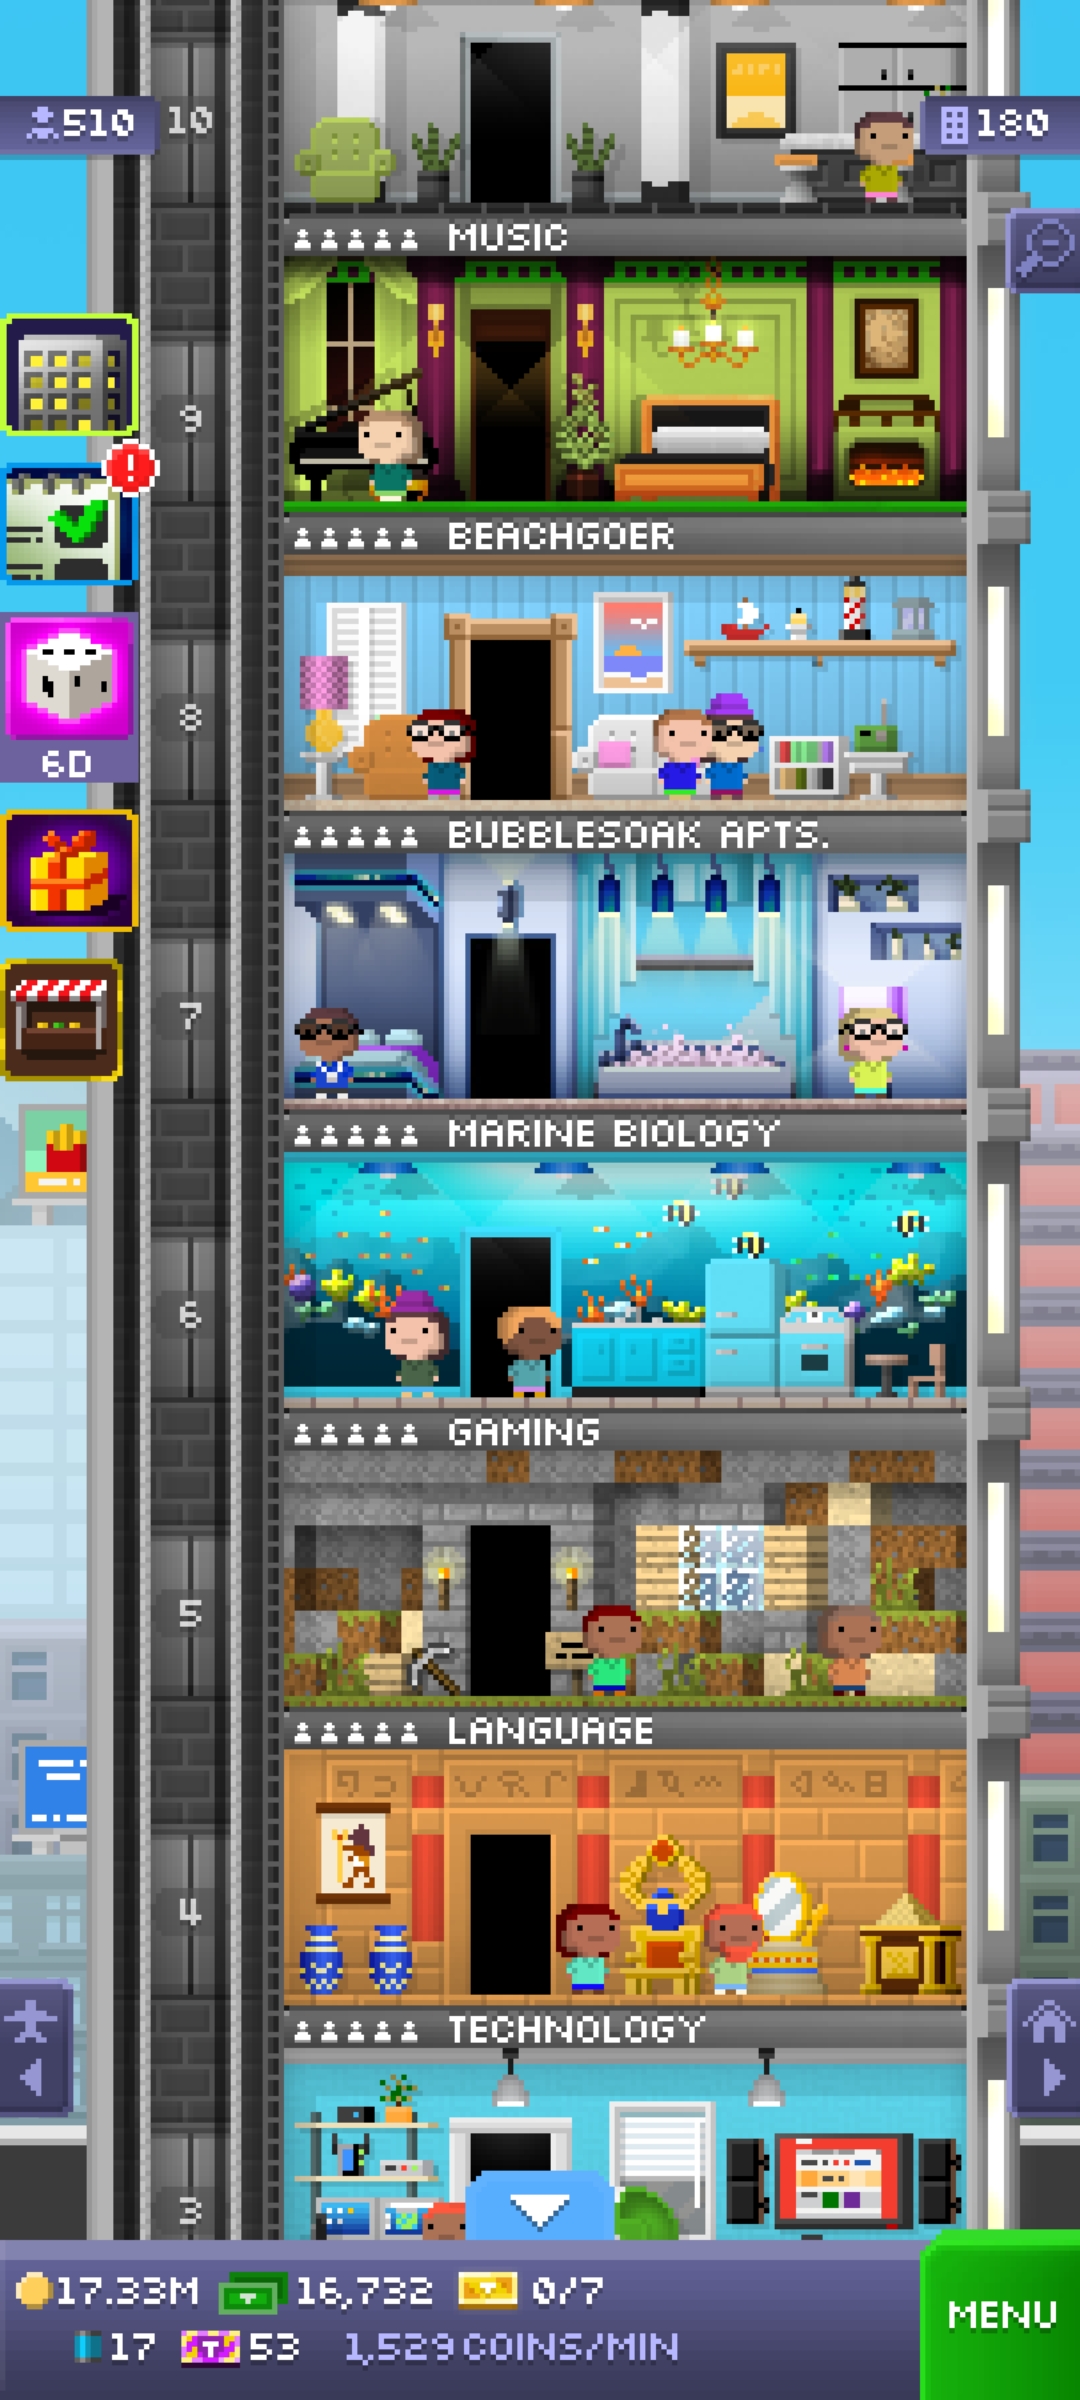 510
10
180
MUSIC
9
BEACHGOER
8
6D
BUBBLESOAK APTS.
7
MARINE BIOLOGY
6
GAMING
5
LANGUAGE
4
TECHNOLOGY
3
17.33M 16,732 0/7
17 53 1,529 COINS/MIN
MENU